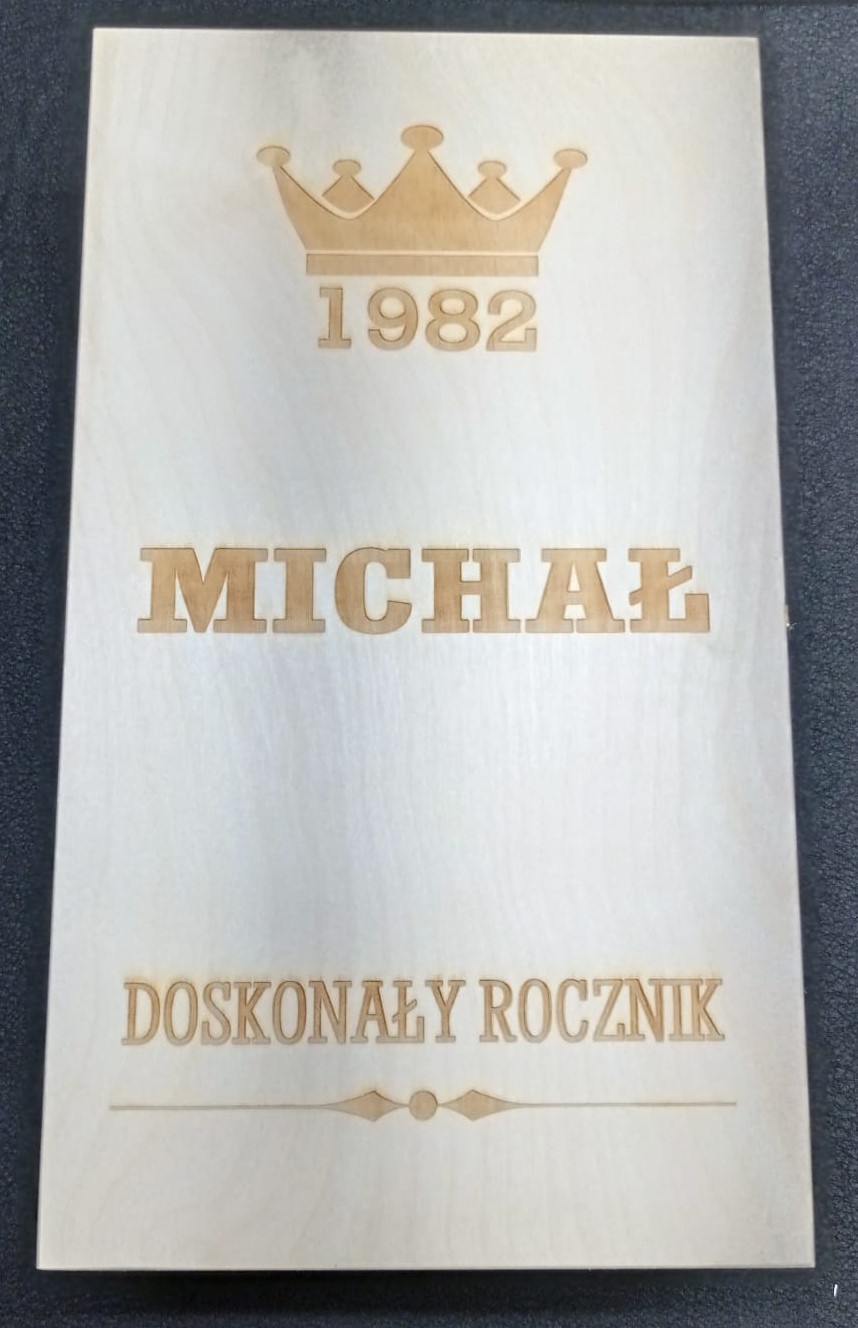 1982
MICHAŁ
DOSKONAŁY ROCZNIK